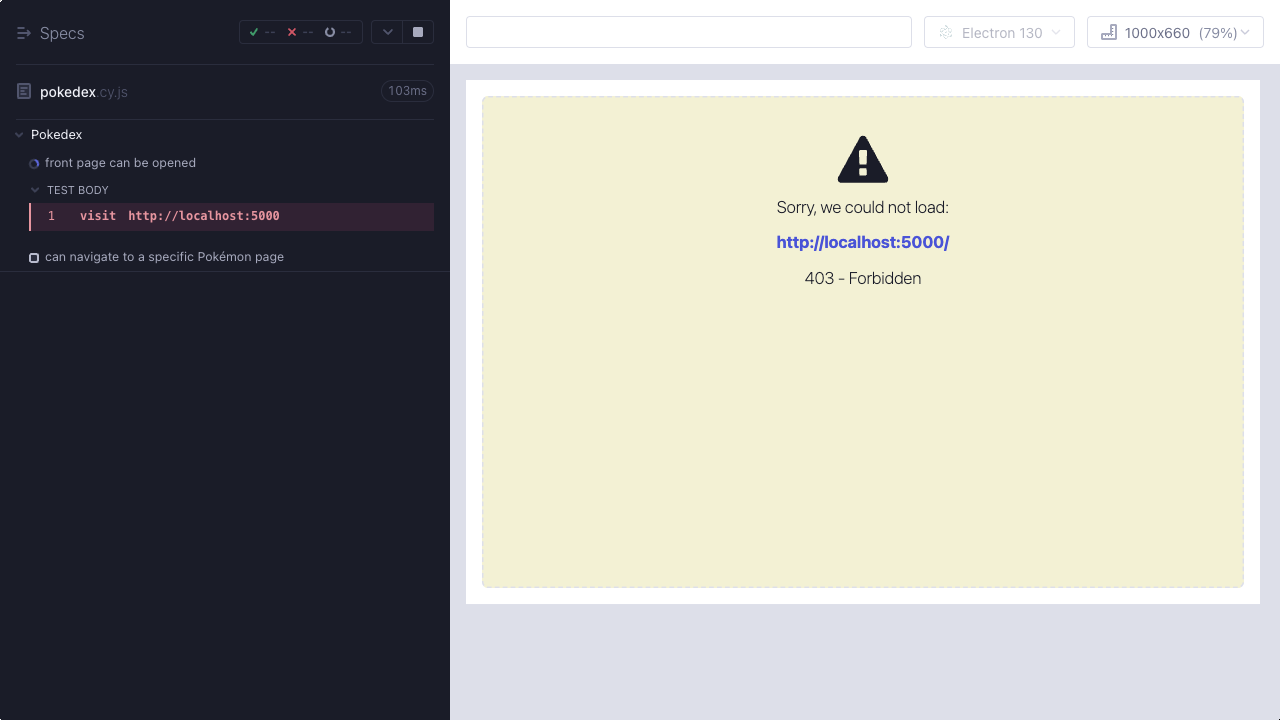 Specs
-- -- --
pokedex.cy.js
103ms
Pokedex
front page can be opened
TEST BODY
1 visit http://localhost:5000
can navigate to a specific Pokémon page
Electron 130
1000x660 (79%)
Sorry, we could not load:
http://localhost:5000/
403 - Forbidden